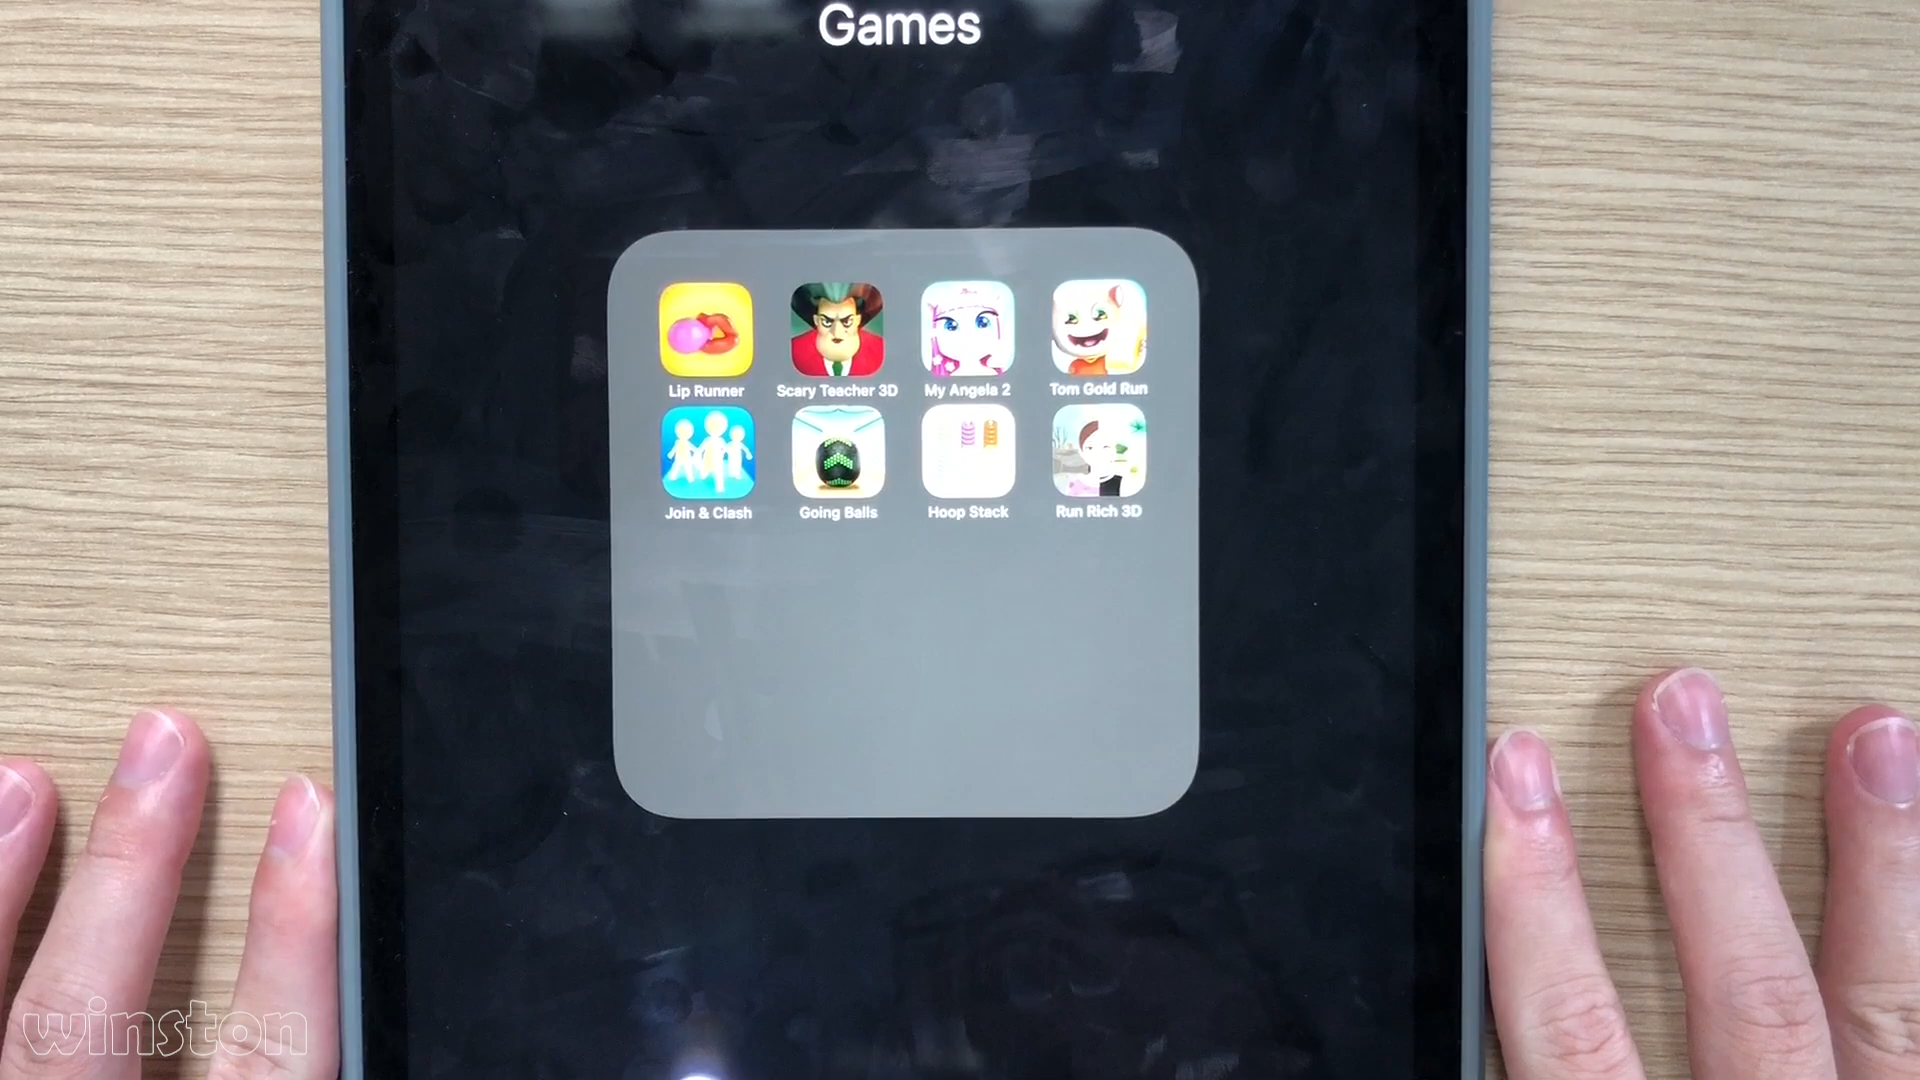 Games
Lip Runner
Scary Teacher 3D
My Angela 2
Tom Gold Run
Join & Clash
Going Balls
Hoop Stack
Run Rich 3D
winston